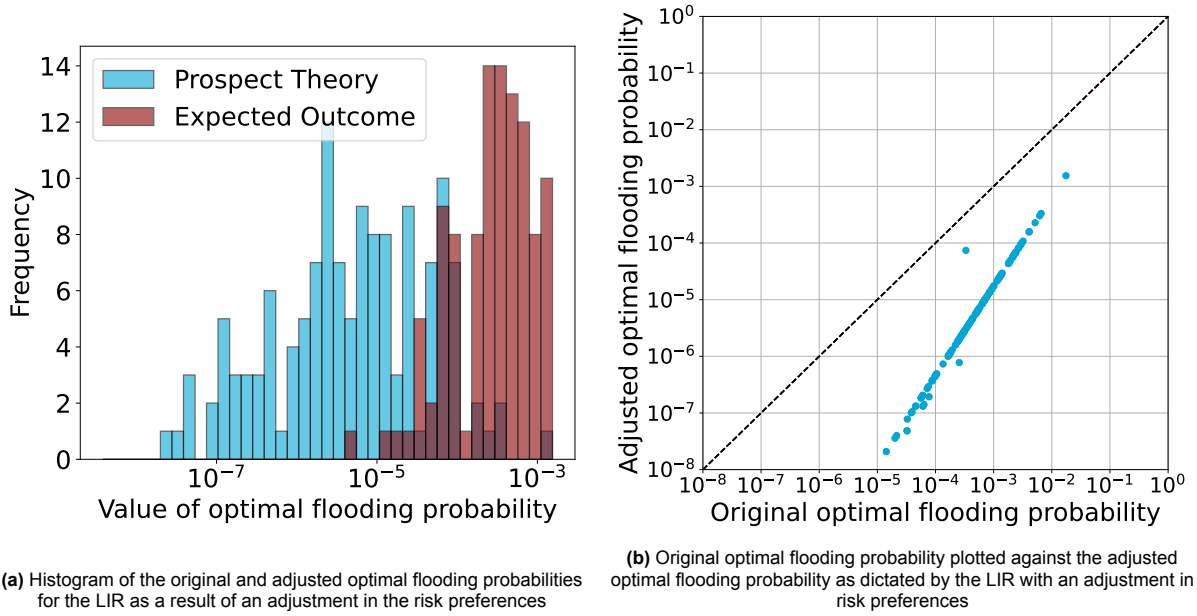 Prospect Theory
Expected Outcome
14
12
10
8
6
4
2
0
Frequency
10⁻⁷
10⁻⁵
10⁻³
Value of optimal flooding probability
(a) Histogram of the original and adjusted optimal flooding probabilities
for the LIR as a result of an adjustment in the risk preferences
10⁰
10⁻¹
10⁻²
10⁻³
10⁻⁴
10⁻⁵
10⁻⁶
10⁻⁷
10⁻⁸
Adjusted optimal flooding probability
10⁻⁸ 10⁻⁷ 10⁻⁶ 10⁻⁵ 10⁻⁴ 10⁻³ 10⁻² 10⁻¹ 10⁰
Original optimal flooding probability
(b) Original optimal flooding probability plotted against the adjusted
optimal flooding probability as dictated by the LIR with an adjustment in
risk preferences